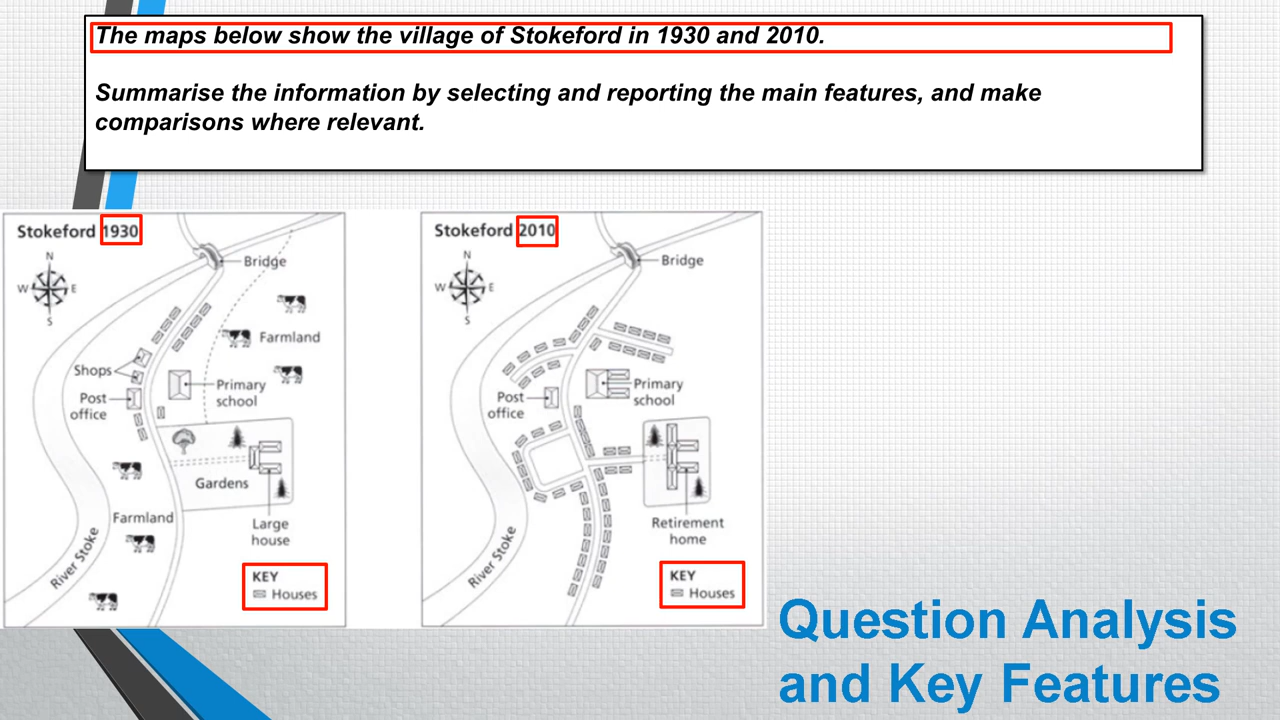 The maps below show the village of Stokeford in 1930 and 2010.
Summarise the information by selecting and reporting the main features, and make
comparisons where relevant.
Stokeford 1930
N
W
E
S
Bridge
Farmland
Shops
Primary
school
Post
office
Gardens
Farmland
Large
house
River Stoke
KEY
Houses
Stokeford 2010
N
W
E
S
Bridge
Primary
school
Post
office
Retirement
home
River Stoke
KEY
Houses
Question Analysis
and Key Features